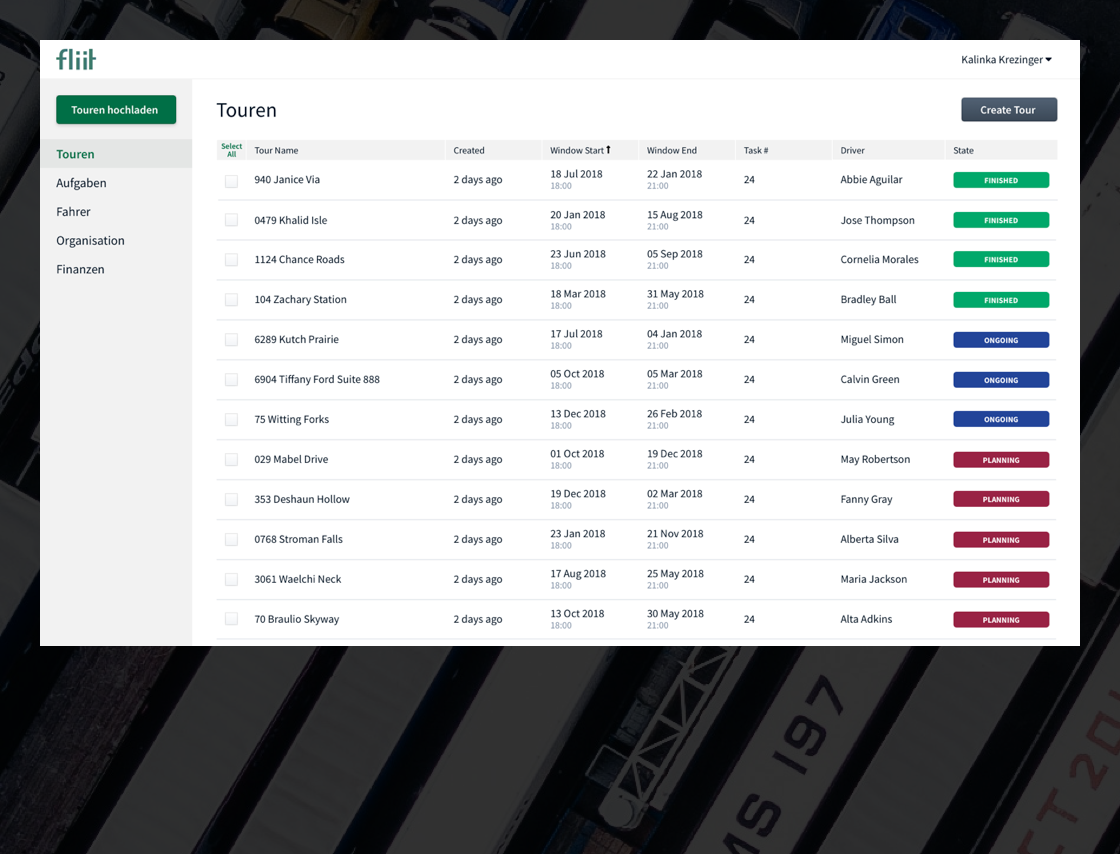 fliit
Kalinka Krezinger
Touren hochladen
Touren
Aufgaben
Fahrer
Organisation
Finanzen
Touren
Create Tour
Select All Tour Name Created Window Start Window End Task # Driver State
940 Janice Via 2 days ago 18 Jul 2018 18:00 22 Jan 2018 21:00 24 Abbie Aguilar FINISHED
0479 Khalid Isle 2 days ago 20 Jan 2018 18:00 15 Aug 2018 21:00 24 Jose Thompson FINISHED
1124 Chance Roads 2 days ago 23 Jun 2018 18:00 05 Sep 2018 21:00 24 Cornelia Morales FINISHED
104 Zachary Station 2 days ago 18 Mar 2018 18:00 31 May 2018 21:00 24 Bradley Ball FINISHED
6289 Kutch Prairie 2 days ago 17 Jul 2018 18:00 04 Jan 2018 21:00 24 Miguel Simon ONGOING
6904 Tiffany Ford Suite 888 2 days ago 05 Oct 2018 18:00 05 Mar 2018 21:00 24 Calvin Green ONGOING
75 Witting Forks 2 days ago 13 Dec 2018 18:00 26 Feb 2018 21:00 24 Julia Young ONGOING
029 Mabel Drive 2 days ago 01 Oct 2018 18:00 19 Dec 2018 21:00 24 May Robertson PLANNING
353 Deshaun Hollow 2 days ago 19 Dec 2018 18:00 02 Mar 2018 21:00 24 Fanny Gray PLANNING
0768 Stroman Falls 2 days ago 23 Jan 2018 18:00 21 Nov 2018 21:00 24 Alberta Silva PLANNING
3061 Waelchi Neck 2 days ago 17 Aug 2018 18:00 25 May 2018 21:00 24 Maria Jackson PLANNING
70 Braulio Skyway 2 days ago 13 Oct 2018 18:00 30 May 2018 21:00 24 Alta Adkins PLANNING
MS 197